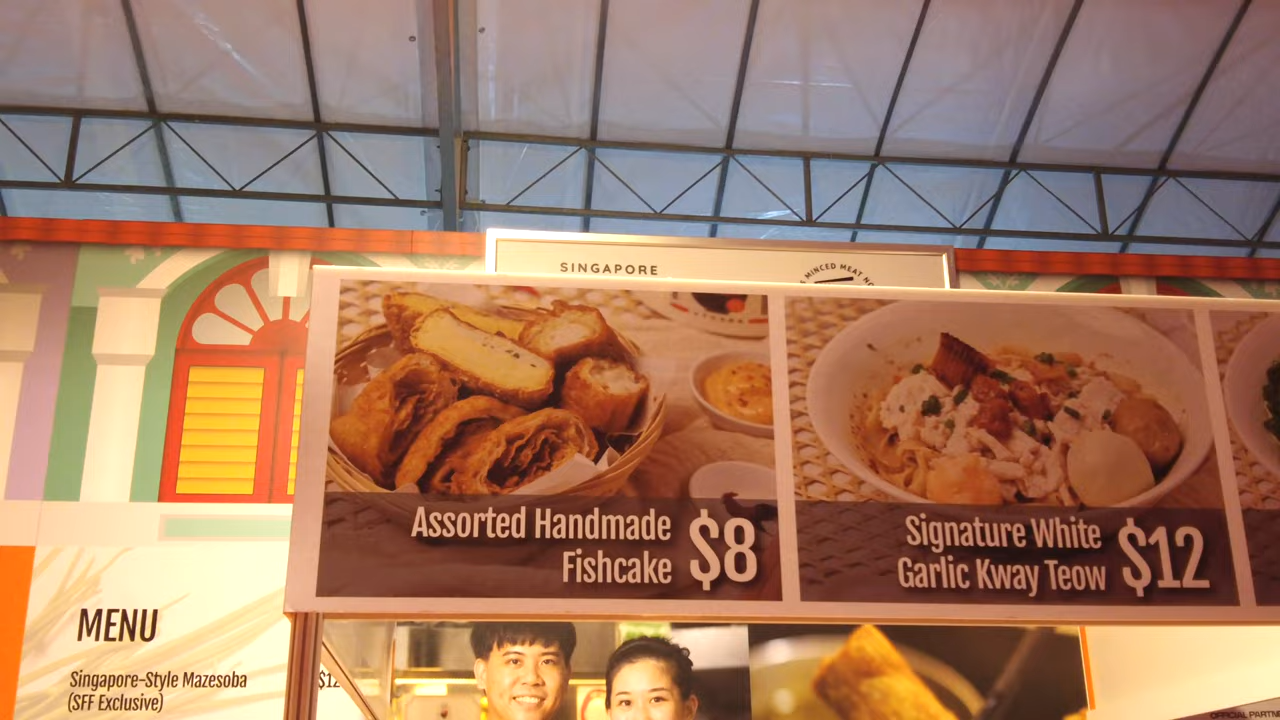 SINGAPORE
MINCED MEAT
Assorted Handmade
Fishcake
$8
Signature White
Garlic Kway Teow
$12
MENU
Singapore-Style Mazesoba
(SFF Exclusive)
$12
OFFICIAL